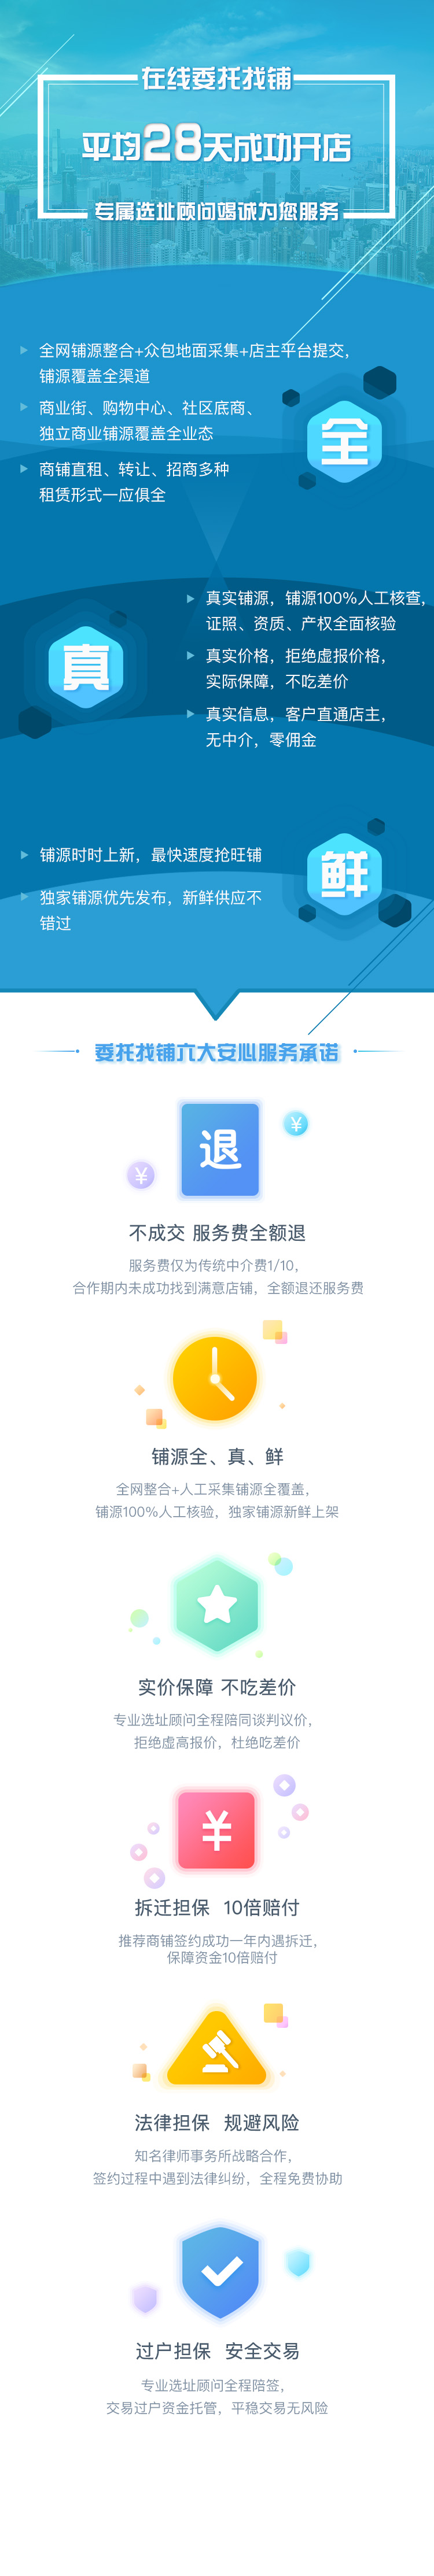 在线委托找铺
平均28天成功开店
专属选址顾问竭诚为您服务
全网铺源整合+众包地面采集+店主平台提交，
铺源覆盖全渠道
商业街、购物中心、社区底商、
独立商业铺源覆盖全业态
商铺直租、转让、招商多种
租赁形式一应俱全
全
真实铺源，铺源100%人工核查，
证照、资质、产权全面核验
真实价格，拒绝虚报价格，
实际保障，不吃差价
真实信息，客户直通店主，
无中介，零佣金
真
铺源时时上新，最快速度抢旺铺
独家铺源优先发布，新鲜供应不
错过
鲜
委托找铺六大安心服务承诺
退
¥
¥
不成交 服务费全额退
服务费仅为传统中介费1/10，
合作期内未成功找到满意店铺，全额退还服务费
铺源全、真、鲜
全网整合+人工采集铺源全覆盖，
铺源100%人工核验，独家铺源新鲜上架
实价保障 不吃差价
专业选址顾问全程陪同谈判议价，
拒绝虚高报价，杜绝吃差价
¥
拆迁担保 10倍赔付
推荐商铺签约成功一年内遇拆迁，
保障资金10倍赔付
法律担保 规避风险
知名律师事务所战略合作，
签约过程中遇到法律纠纷，全程免费协助
过户担保 安全交易
专业选址顾问全程陪签，
交易过户资金托管，平稳交易无风险